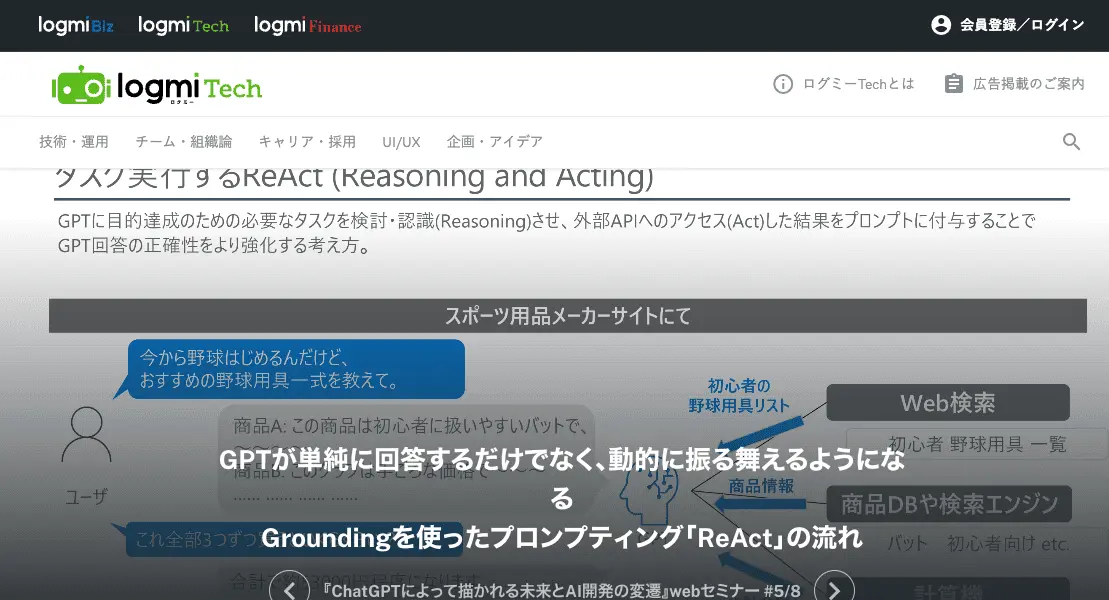 logmi Biz logmi Tech logmi Finance 会員登録／ログイン
logmi Tech ログミーTechとは 広告掲載のご案内
ログミー
技術・運用 チーム・組織論 キャリア・採用 UI/UX 企画・アイデア
タスク実行するReAct (Reasoning and Acting)
GPTに目的達成のための必要なタスクを検討・認識(Reasoning)させ、外部APIへのアクセス(Act)した結果をプロンプトに付与することで
GPT回答の正確性をより強化する考え方。
スポーツ用品メーカーサイトにて
今から野球はじめるんだけど、
おすすめの野球用具一式を教えて。
ユーザ
商品A: この商品は初心者に扱いやすいバットで、
商品B: このグラブは手ごろな価格で
...... ...... ...... ......
これ全部3つずつ
初心者の
野球用具リスト
Web検索
初心者 野球用具 一覧
商品情報
商品DBや検索エンジン
バット 初心者向け etc.
計算機
GPTが単純に回答するだけでなく、動的に振る舞えるようにな
る
Groundingを使ったプロンプティング「ReAct」の流れ
『ChatGPTによって描かれる未来とAI開発の変遷』webセミナー #5/8